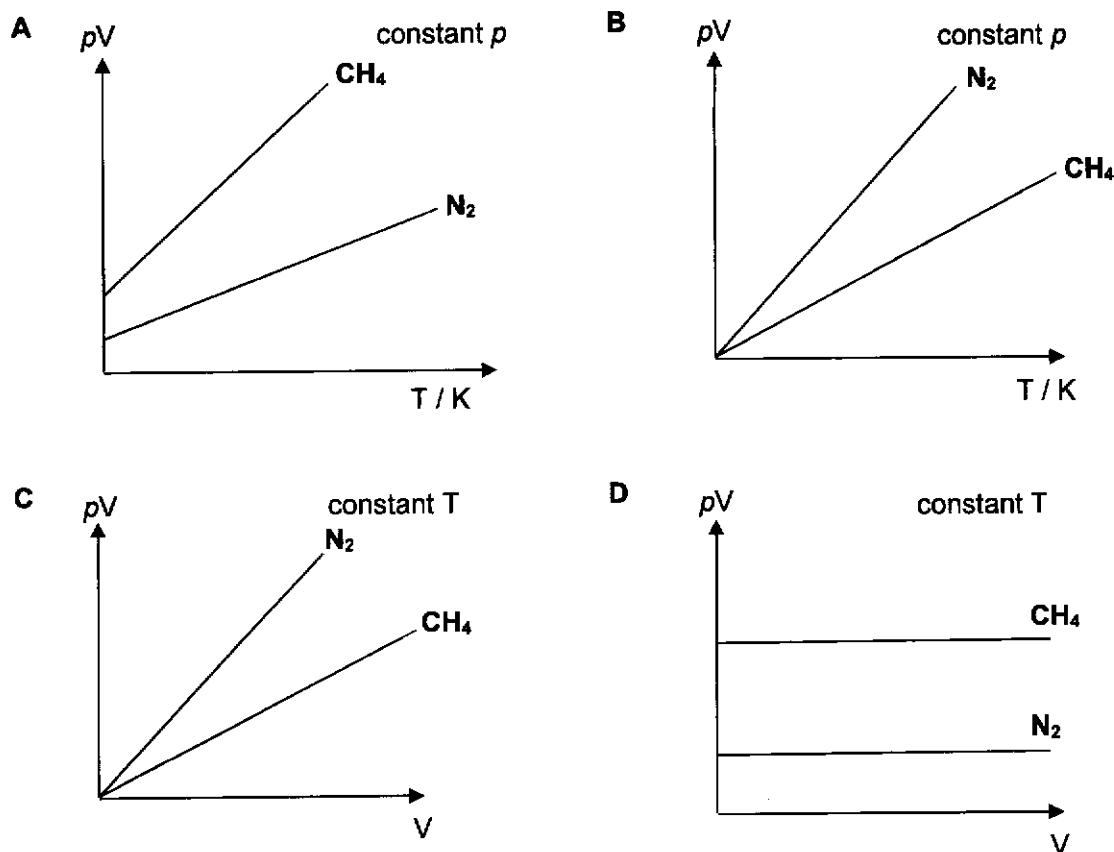 A
pV
constant p
CH₄
N₂
T / K
B
pV
constant p
N₂
CH₄
T / K
C
pV
constant T
N₂
CH₄
V
D
pV
constant T
CH₄
N₂
V